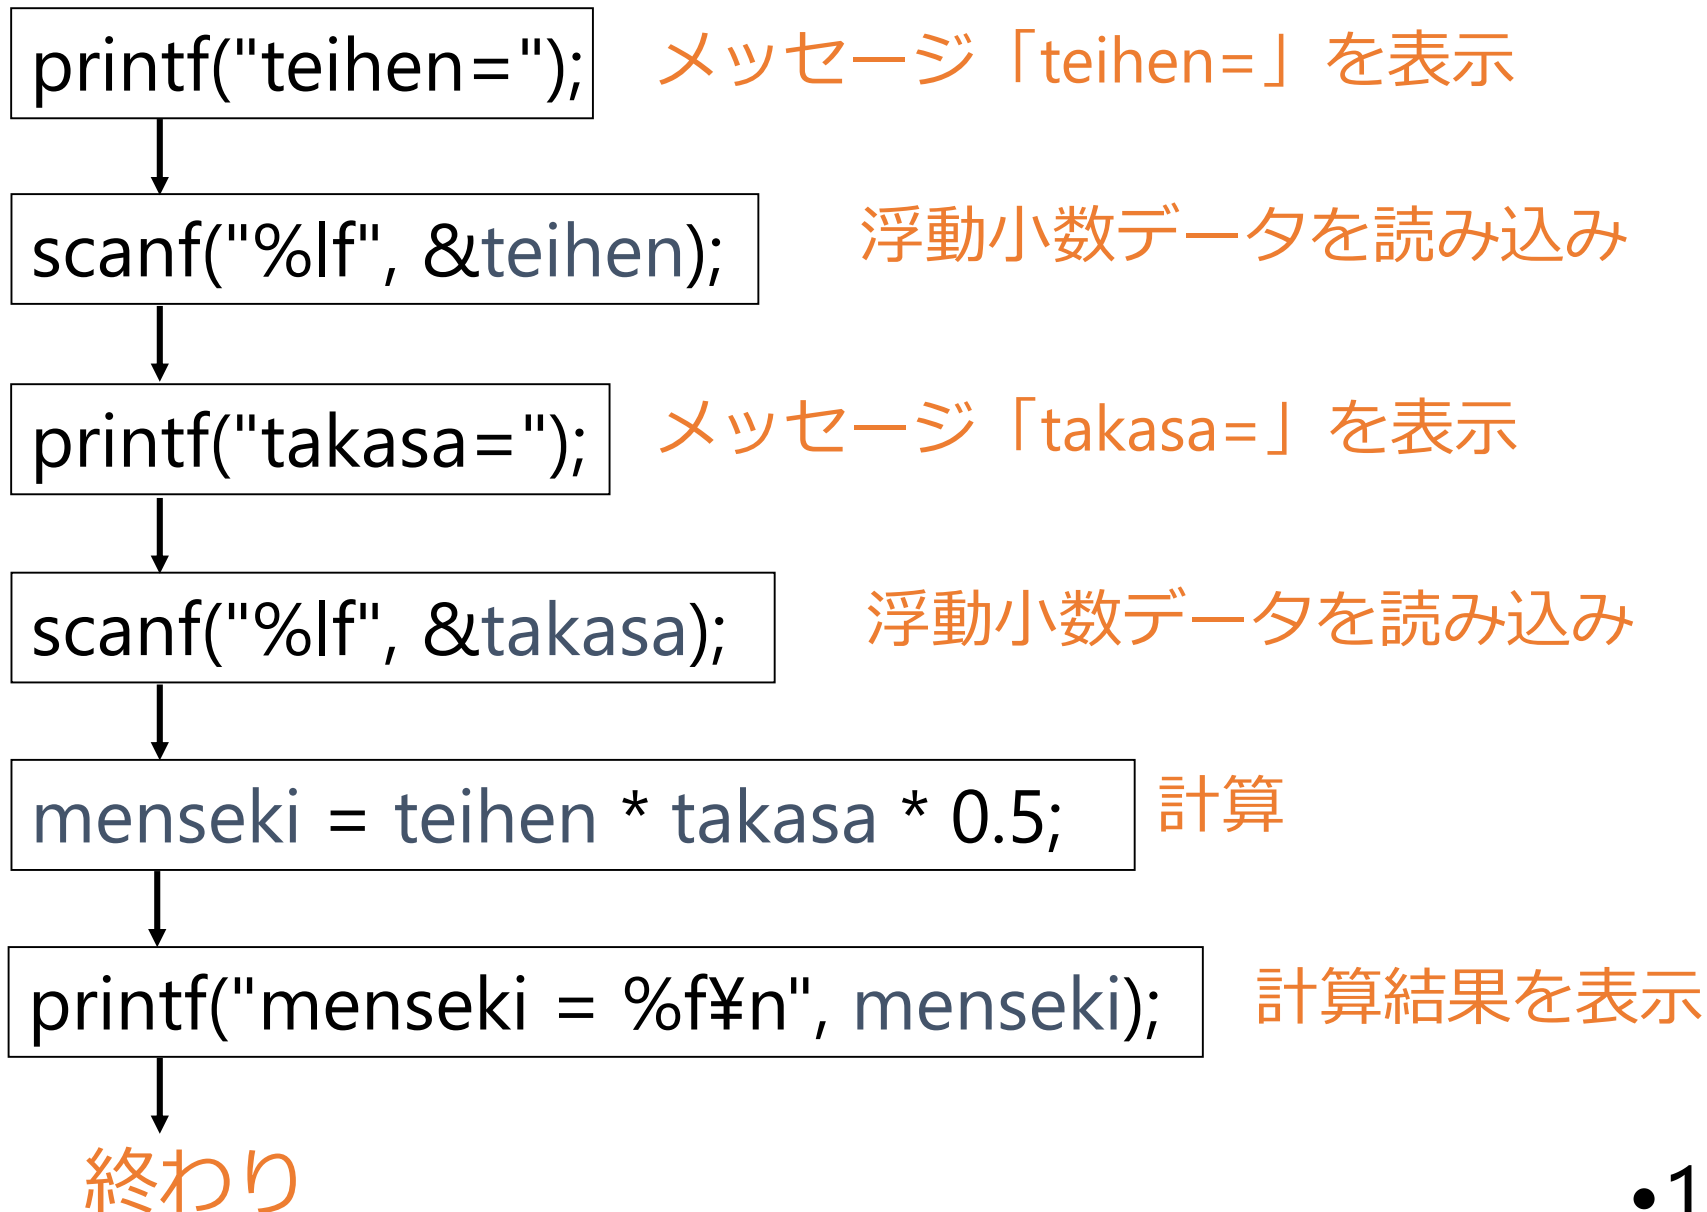 printf("teihen="); メッセージ「teihen=」を表示
scanf("%lf", &teihen); 浮動小数データを読み込み
printf("takasa="); メッセージ「takasa=」を表示
scanf("%lf", &takasa); 浮動小数データを読み込み
menseki = teihen * takasa * 0.5; 計算
printf("menseki = %f¥n", menseki); 計算結果を表示
終わり
•1